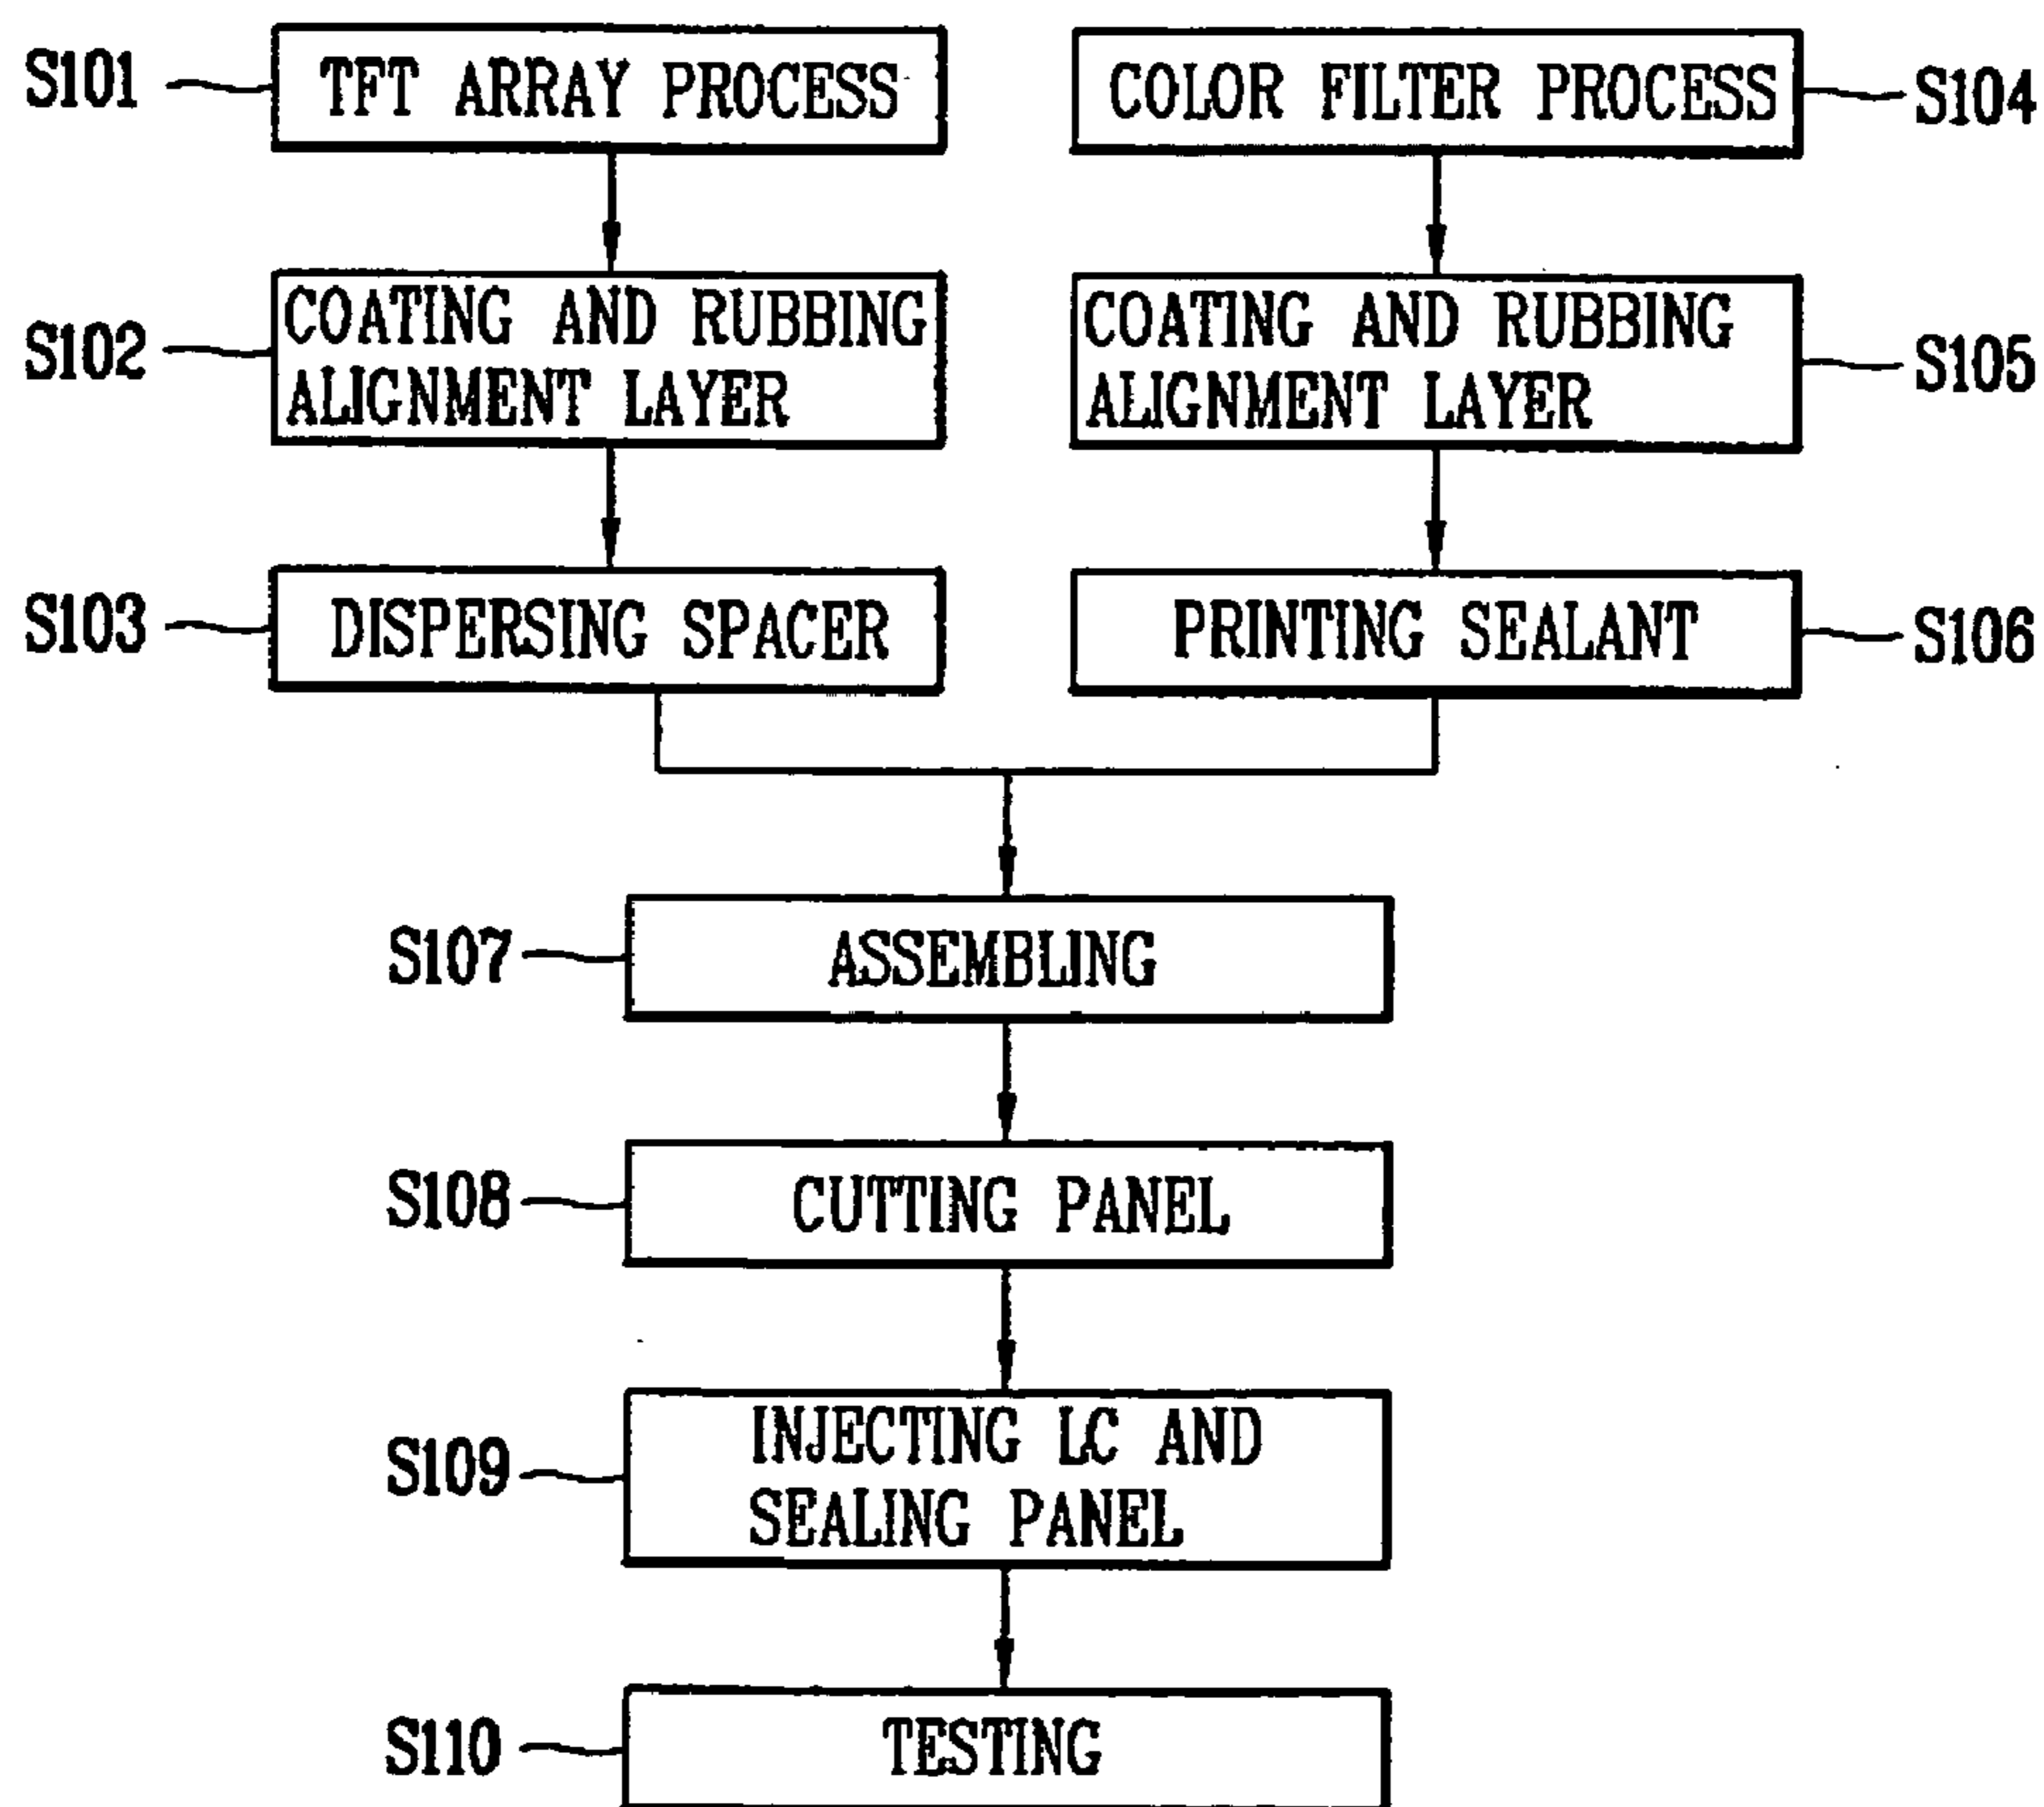 S101
TFT ARRAY PROCESS
COLOR FILTER PROCESS
S104
S102
COATING AND RUBBING
ALIGNMENT LAYER
COATING AND RUBBING
ALIGNMENT LAYER
S105
S103
DISPERSING SPACER
PRINTING SEALANT
S106
S107
ASSEMBLING
S108
CUTTING PANEL
S109
INJECTING LC AND
SEALING PANEL
S110
TESTING